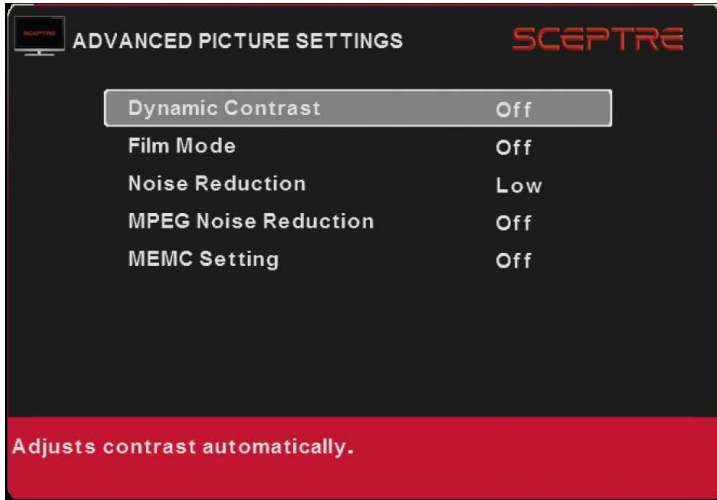 SCEPTRE
ADVANCED PICTURE SETTINGS
SCEPTRE
Dynamic Contrast Off
Film Mode Off
Noise Reduction Low
MPEG Noise Reduction Off
MEMC Setting Off
Adjusts contrast automatically.